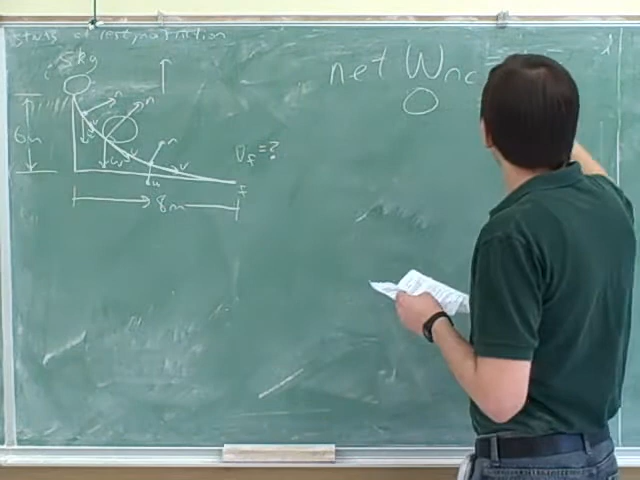 starts at rest, no friction
5kg
i
n
n
6m
n
v
w
w
f
8m
v_f = ?
net W_nc =
0